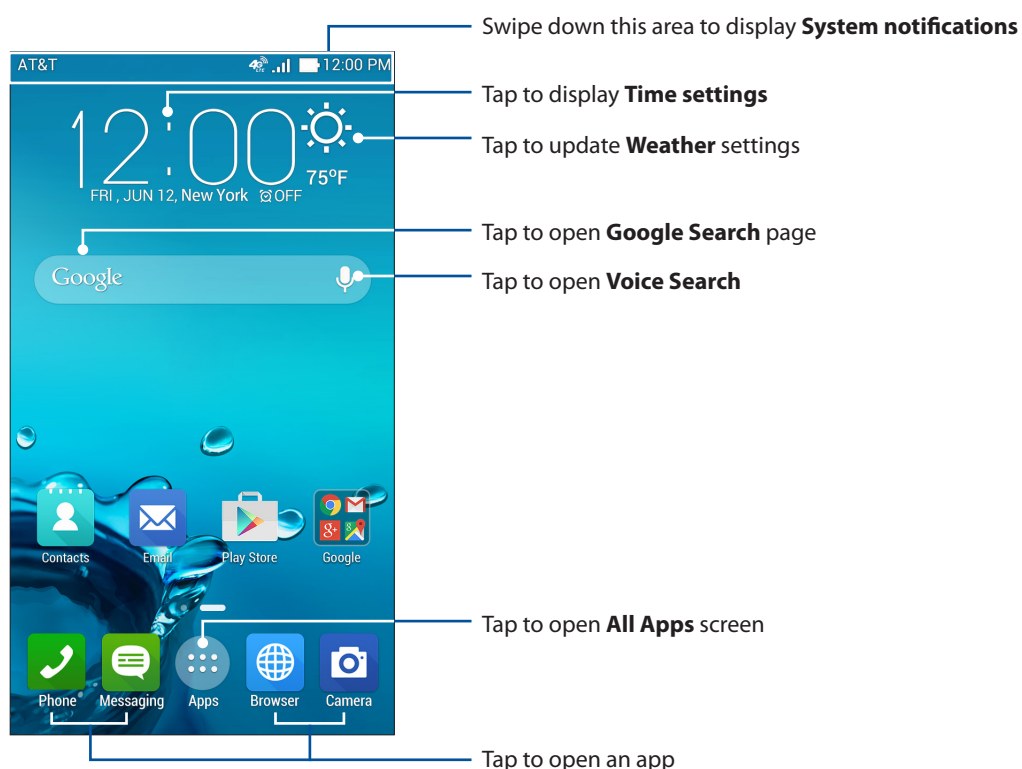 Swipe down this area to display System notifications
AT&T 4G LTE 12:00 PM
Tap to display Time settings
12:00
Tap to update Weather settings
75°F
FRI , JUN 12, New York OFF
Tap to open Google Search page
Google
Tap to open Voice Search
Contacts Email Play Store Google
Tap to open All Apps screen
Phone Messaging Apps Browser Camera
Tap to open an app